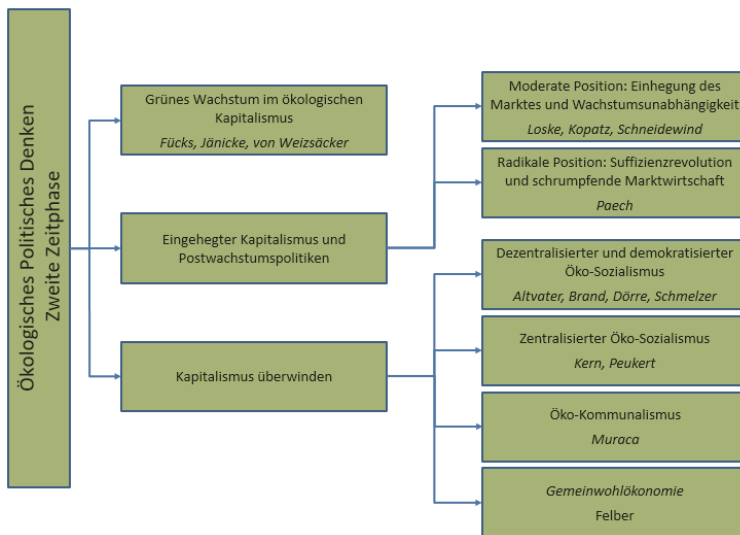 Ökologisches Politisches Denken
Zweite Zeitphase
Grünes Wachstum im ökologischen
Kapitalismus
Fücks, Jänicke, von Weizsäcker
Eingehegter Kapitalismus und
Postwachstumspolitiken
Kapitalismus überwinden
Moderate Position: Einhegung des
Marktes und Wachstumsunabhängigkeit
Loske, Kopatz, Schneidewind
Radikale Position: Suffizienzrevolution
und schrumpfende Marktwirtschaft
Paech
Dezentralisierter und demokratisierter
Öko-Sozialismus
Altvater, Brand, Dörre, Schmelzer
Zentralisierter Öko-Sozialismus
Kern, Peukert
Öko-Kommunalismus
Muraca
Gemeinwohlökonomie
Felber